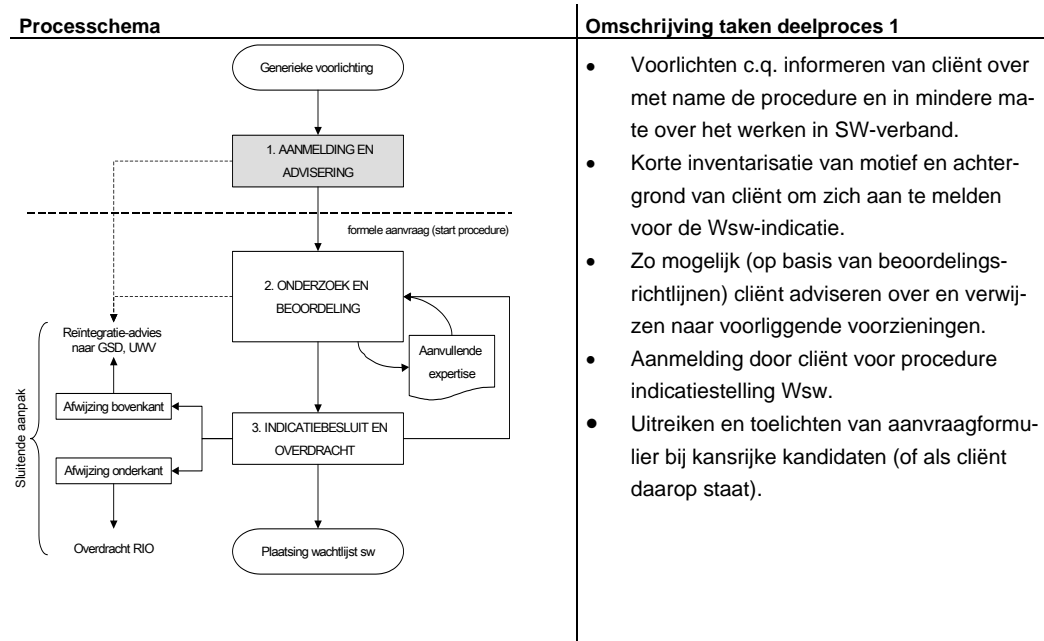 Processchema
Generieke voorlichting
1. AANMELDING EN
ADVISERING
formele aanvraag (start procedure)
2. ONDERZOEK EN
BEOORDELING
Reïntegratie-advies
naar GSD, UWV
Aanvullende
expertise
Afwijzing bovenkant
3. INDICATIEBESLUIT EN
OVERDRACHT
Afwijzing onderkant
Sluitende aanpak
Overdracht RIO
Plaatsing wachtlijst sw
Omschrijving taken deelproces 1
• Voorlichten c.q. informeren van cliënt over
met name de procedure en in mindere ma-
te over het werken in SW-verband.
• Korte inventarisatie van motief en achter-
grond van cliënt om zich aan te melden
voor de Wsw-indicatie.
• Zo mogelijk (op basis van beoordelings-
richtlijnen) cliënt adviseren over en verwij-
zen naar voorliggende voorzieningen.
• Aanmelding door cliënt voor procedure
indicatiestelling Wsw.
• Uitreiken en toelichten van aanvraagformu-
lier bij kansrijke kandidaten (of als cliënt
daarop staat).